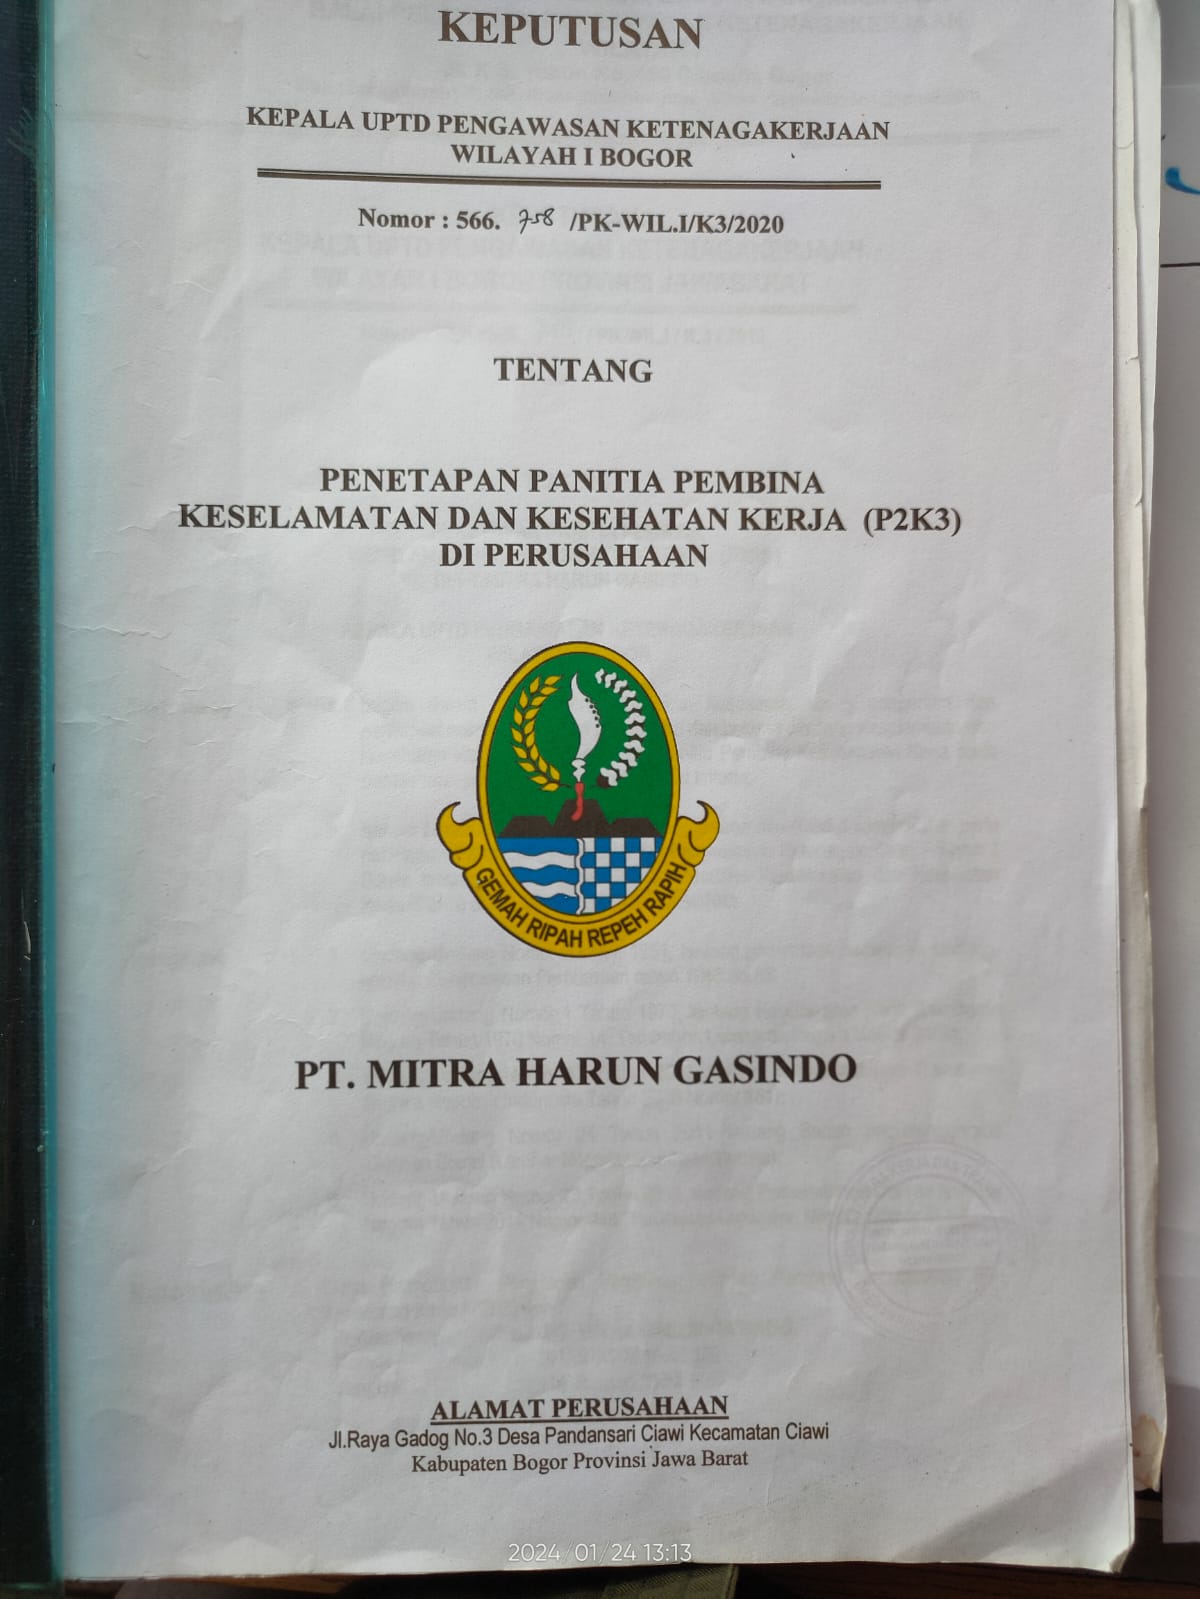 KEPUTUSAN
KEPALA UPTD PENGAWASAN KETENAGAKERJAAN
WILAYAH I BOGOR
Nomor : 566. 758 /PK-WIL.I/K3/2020
TENTANG
PENETAPAN PANITIA PEMBINA
KESELAMATAN DAN KESEHATAN KERJA (P2K3)
DI PERUSAHAAN
GEMAH RIPAH REPEH RAPIH
PT. MITRA HARUN GASINDO
ALAMAT PERUSAHAAN
Jl.Raya Gadog No.3 Desa Pandansari Ciawi Kecamatan Ciawi
Kabupaten Bogor Provinsi Jawa Barat
2024/01/24 13:13